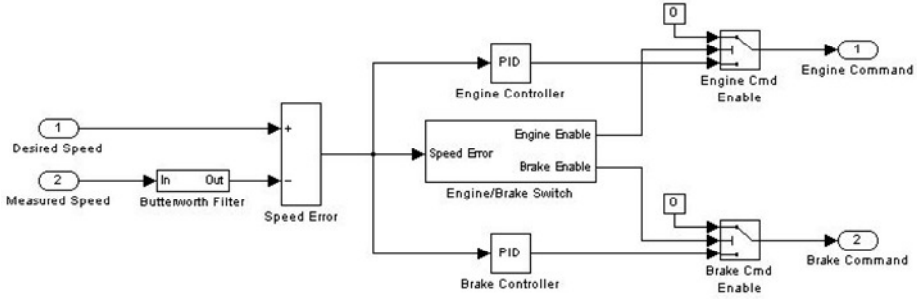 0
PID
Engine Controller
Engine Cmd
Enable
1
Engine Command
1
Desired Speed
2
Measured Speed
In Out
Butterworth Filter
+
−
Speed Error
Speed Error
Engine Enable
Brake Enable
Engine/Brake Switch
0
PID
Brake Controller
Brake Cmd
Enable
2
Brake Command